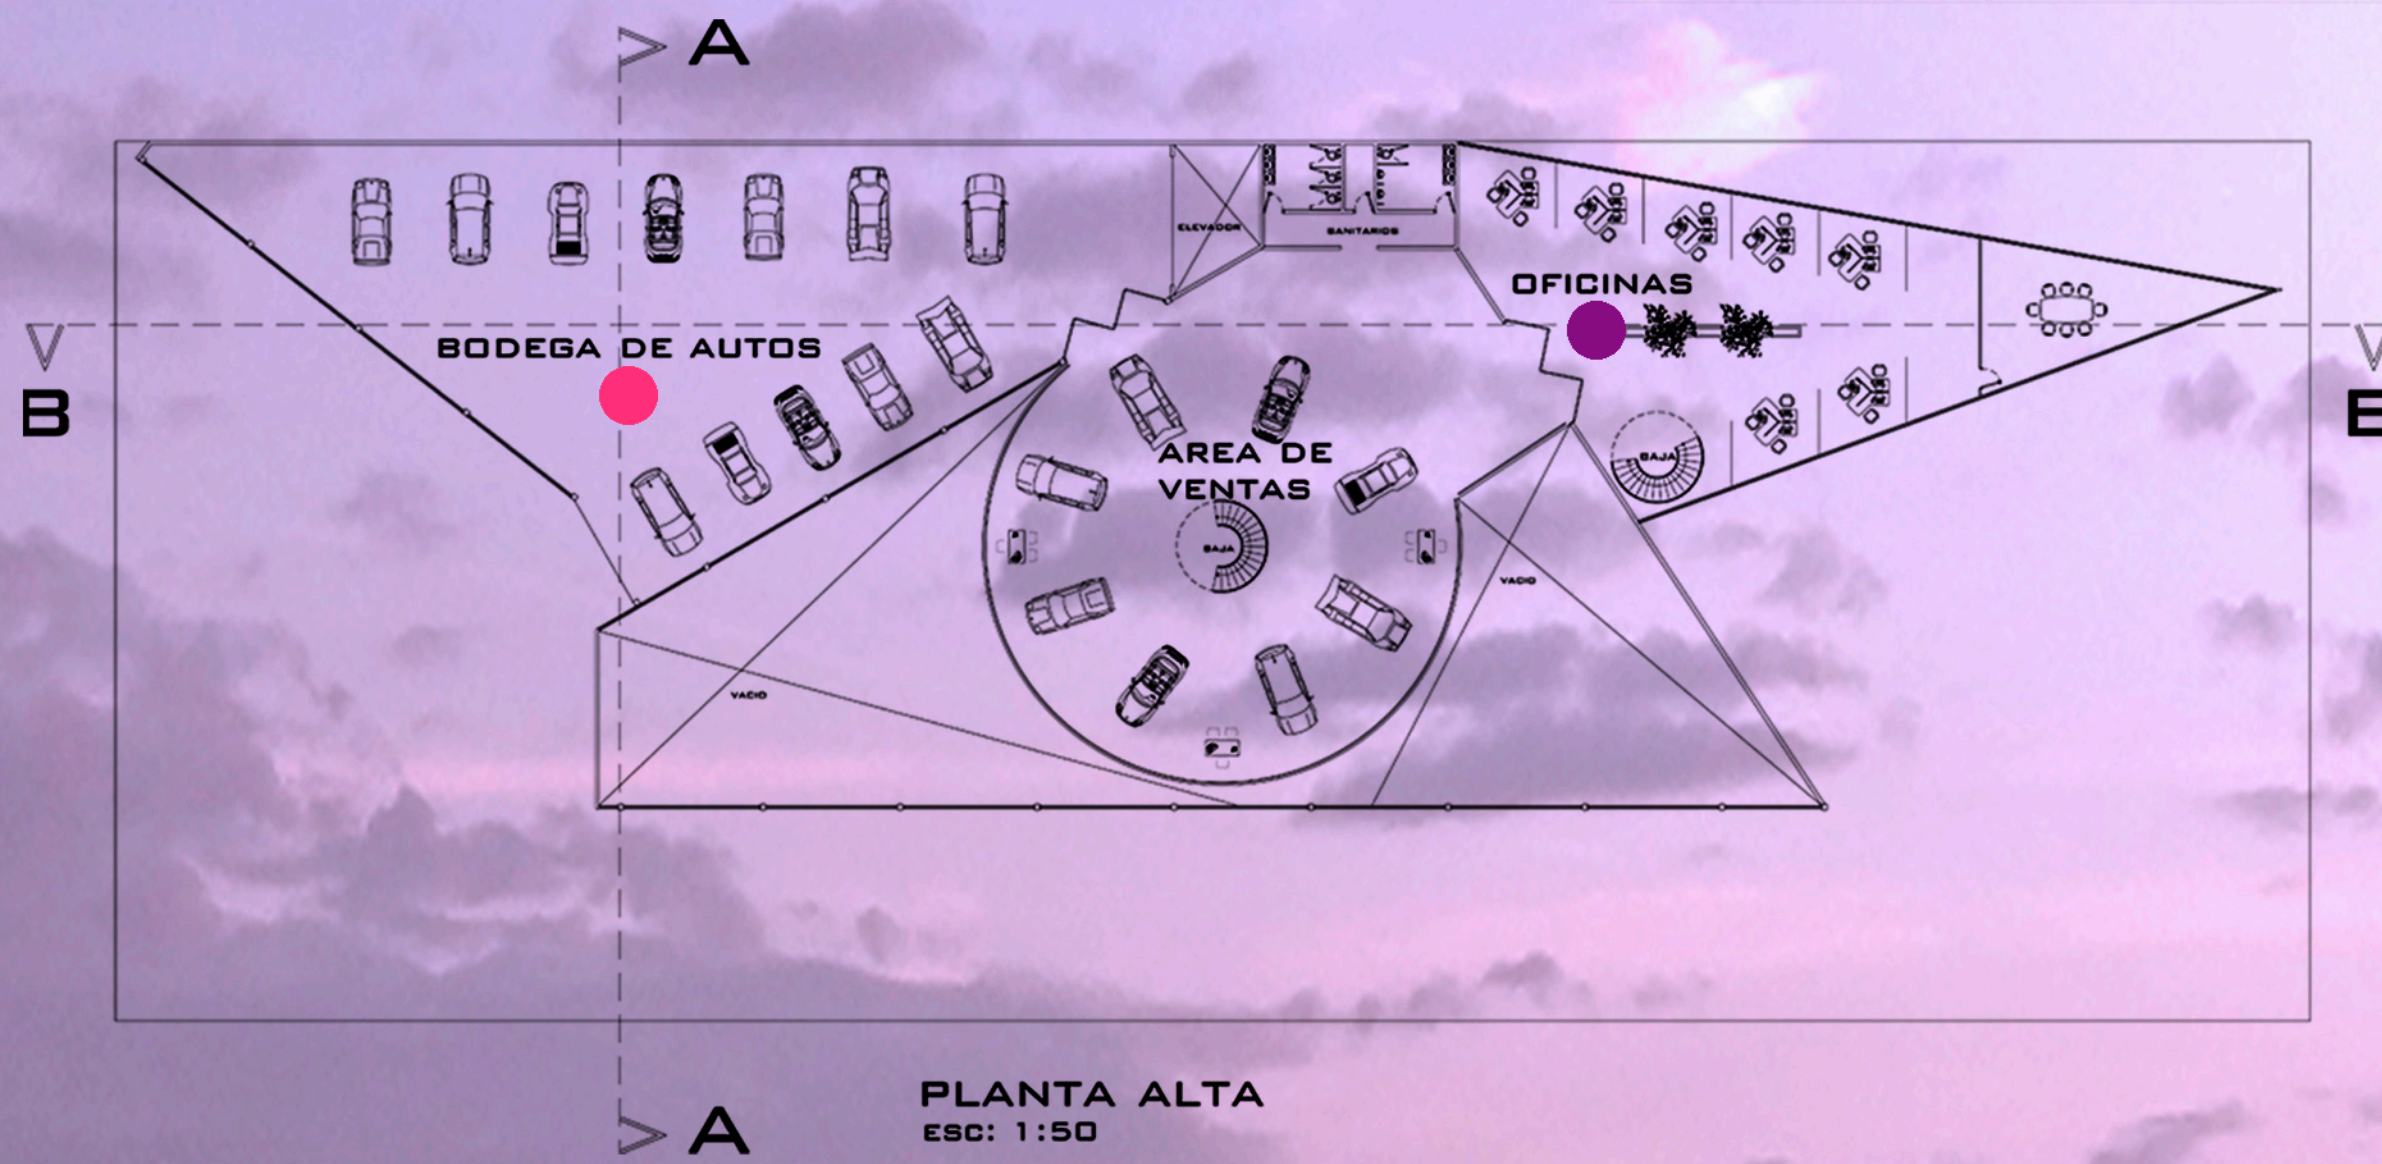 A
ELEVADOR
SANITARIOS
OFICINAS
BODEGA DE AUTOS
B
B
AREA DE
VENTAS
BAJA
BAJA
VACIO
VACIO
PLANTA ALTA
ESC: 1:50
A